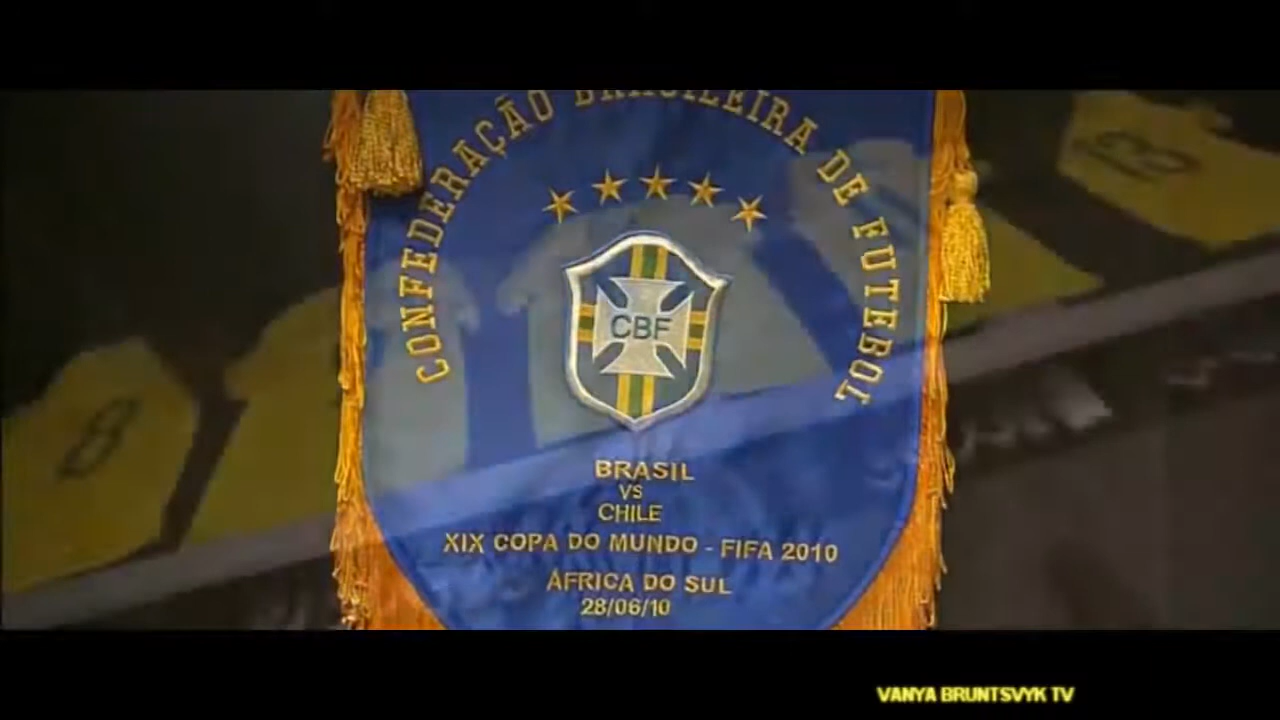 CONFEDERAÇÃO BRASILEIRA DE FUTEBOL
CBF
BRASIL
VS
CHILE
XIX COPA DO MUNDO - FIFA 2010
ÁFRICA DO SUL
28/06/10
8
VANYA BRUNTSVYK TV